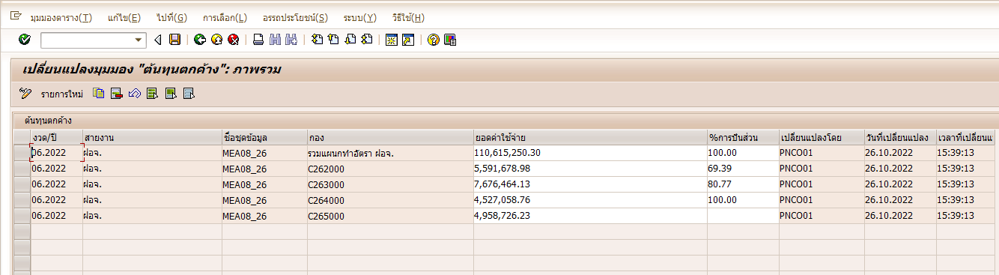 มุมมองตาราง(T) แก้ไข(E) ไปที่(G) การเลือก(L) อรรถประโยชน์(S) ระบบ(Y) วิธีใช้(H)
เปลี่ยนแปลงมุมมอง "ต้นทุนตกค้าง": ภาพรวม
รายการใหม่
ต้นทุนตกค้าง
งวด/ปี สายงาน ชื่อชุดข้อมูล กอง ยอดค่าใช้จ่าย %การปันส่วน เปลี่ยนแปลงโดย วันที่เปลี่ยนแปลง เวลาที่เปลี่ยนแ
06.2022 ฝอจ. MEA08_26 รวมแผนกทำอัตรา ฝอจ. 110,615,250.30 100.00 PNCO01 26.10.2022 15:39:13
06.2022 ฝอจ. MEA08_26 C262000 5,591,678.98 69.39 PNCO01 26.10.2022 15:39:13
06.2022 ฝอจ. MEA08_26 C263000 7,676,464.13 80.77 PNCO01 26.10.2022 15:39:13
06.2022 ฝอจ. MEA08_26 C264000 4,527,058.76 100.00 PNCO01 26.10.2022 15:39:13
06.2022 ฝอจ. MEA08_26 C265000 4,958,726.23 PNCO01 26.10.2022 15:39:13